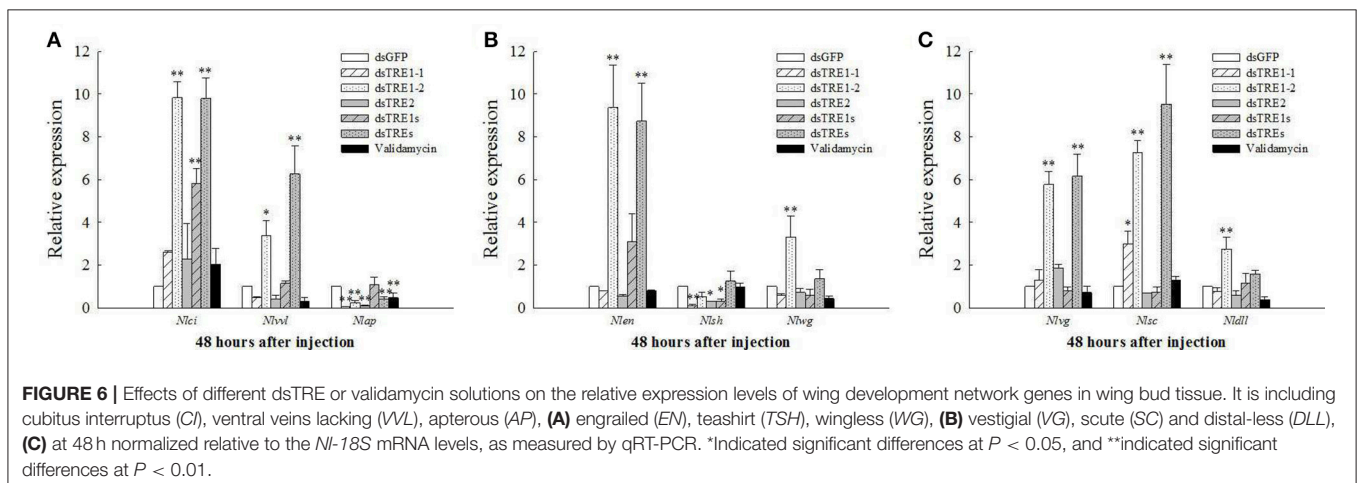 A
12
10
8
6
4
2
0
Relative expression
dsGFP
dsTRE1-1
dsTRE1-2
dsTRE2
dsTRE1s
dsTREs
Validamycin
**
**
**
*
**
**
**
**
**
**
Nlci
Nlvvl
Nlap
48 hours after injection
B
12
10
8
6
4
2
0
Relative expression
dsGFP
dsTRE1-1
dsTRE1-2
dsTRE2
dsTRE1s
dsTREs
Validamycin
**
**
**
*
*
**
Nlen
Nlsh
Nlwg
48 hours after injection
C
12
10
8
6
4
2
0
Relative expression
dsGFP
dsTRE1-1
dsTRE1-2
dsTRE2
dsTRE1s
dsTREs
Validamycin
**
**
*
**
**
**
Nlvg
Nlsc
Nldll
48 hours after injection
FIGURE 6 | Effects of different dsTRE or validamycin solutions on the relative expression levels of wing development network genes in wing bud tissue. It is including
cubitus interruptus (CI), ventral veins lacking (VVL), apterous (AP), (A) engrailed (EN), teashirt (TSH), wingless (WG), (B) vestigial (VG), scute (SC) and distal-less (DLL),
(C) at 48 h normalized relative to the Nl-18S mRNA levels, as measured by qRT-PCR. *Indicated significant differences at P < 0.05, and **indicated significant
differences at P < 0.01.